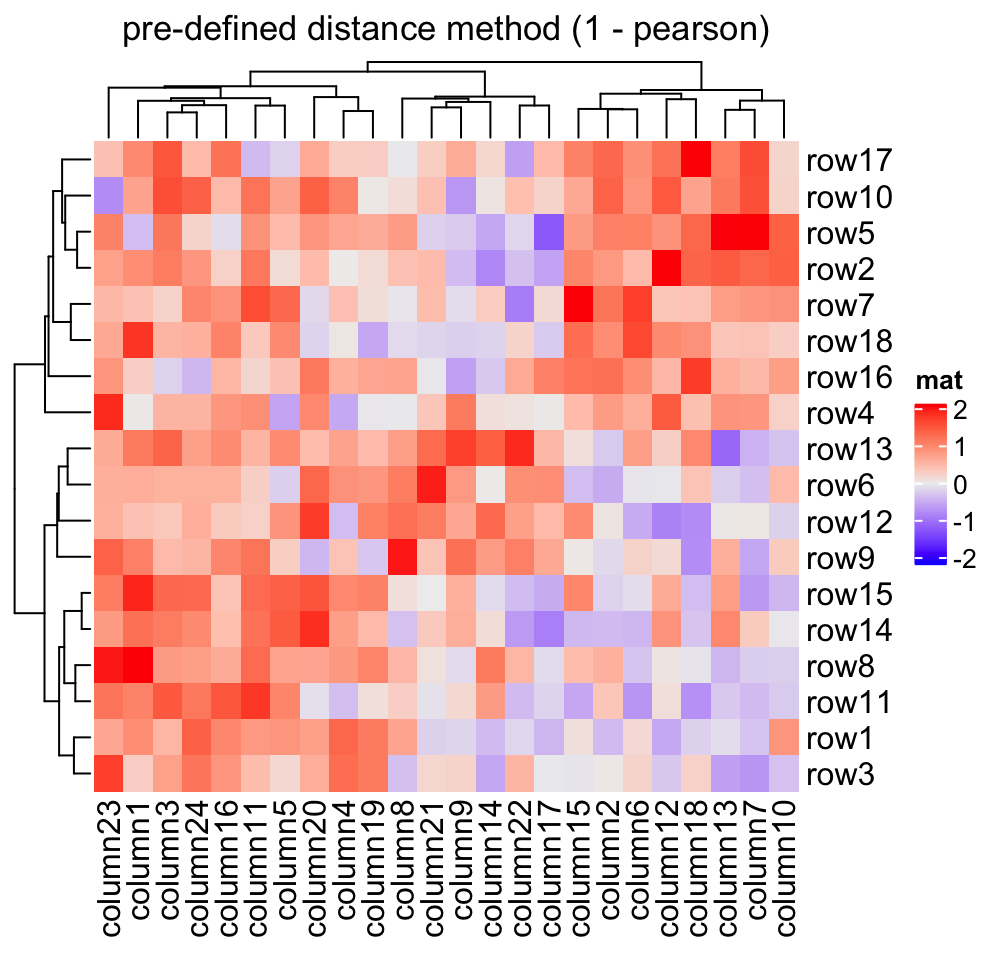 pre-defined distance method (1 - pearson)
row17
row10
row5
row2
row7
row18
row16
row4
row13
row6
row12
row9
row15
row14
row8
row11
row1
row3
mat
2
1
0
-1
-2
column23
column1
column3
column24
column16
column11
column5
column20
column4
column19
column8
column21
column9
column14
column22
column17
column15
column2
column6
column12
column18
column13
column7
column10